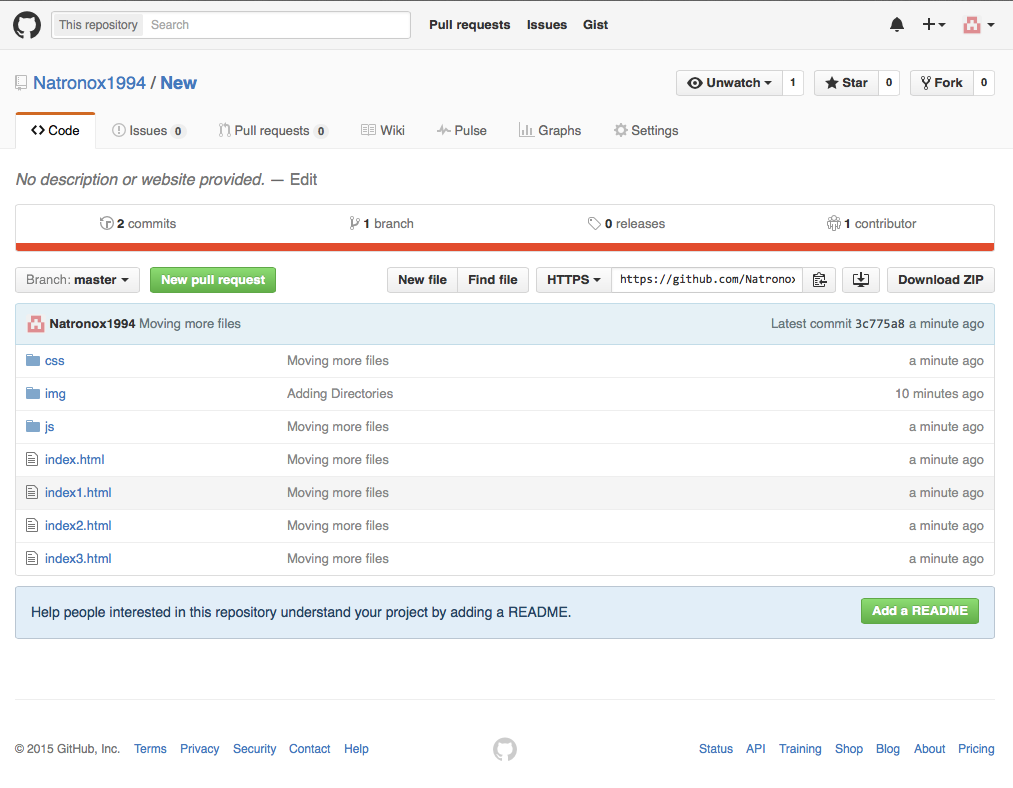 This repository Search Pull requests Issues Gist
Natronox1994 / New Unwatch 1 Star 0 Fork 0
Code Issues 0 Pull requests 0 Wiki Pulse Graphs Settings
No description or website provided. — Edit
2 commits 1 branch 0 releases 1 contributor
Branch: master New pull request New file Find file HTTPS https://github.com/Natronox Download ZIP
Natronox1994 Moving more files Latest commit 3c775a8 a minute ago
css Moving more files a minute ago
img Adding Directories 10 minutes ago
js Moving more files a minute ago
index.html Moving more files a minute ago
index1.html Moving more files a minute ago
index2.html Moving more files a minute ago
index3.html Moving more files a minute ago
Help people interested in this repository understand your project by adding a README. Add a README
© 2015 GitHub, Inc. Terms Privacy Security Contact Help Status API Training Shop Blog About Pricing